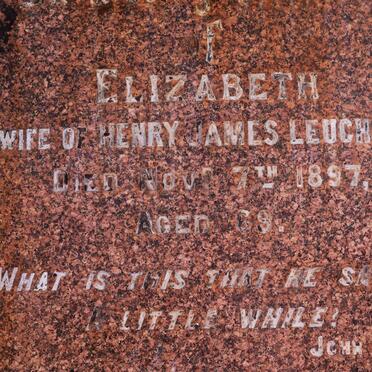 ELIZABETH
WIFE OF HENRY JAMES LEUCH
DIED NOVR 7TH 1897,
AGED 69.
WHAT IS THIS THAT HE SA
A LITTLE WHILE?
JOHN